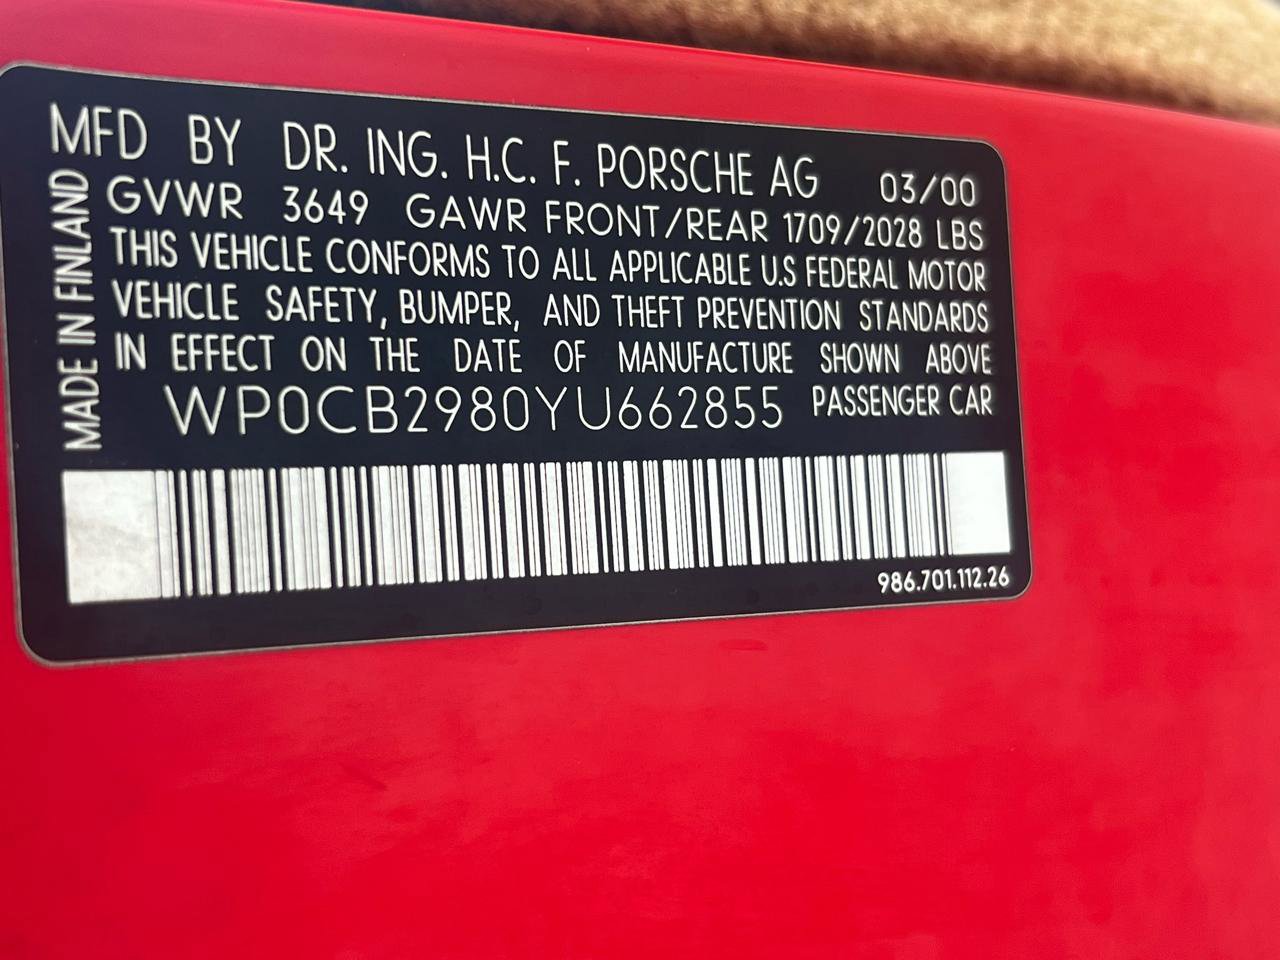 MFD BY DR. ING. H.C. F. PORSCHE AG 03/00
GVWR 3649 GAWR FRONT/REAR 1709/2028 LBS
THIS VEHICLE CONFORMS TO ALL APPLICABLE U.S FEDERAL MOTOR
VEHICLE SAFETY, BUMPER, AND THEFT PREVENTION STANDARDS
IN EFFECT ON THE DATE OF MANUFACTURE SHOWN ABOVE
WP0CB2980YU662855 PASSENGER CAR
MADE IN FINLAND
986.701.112.26